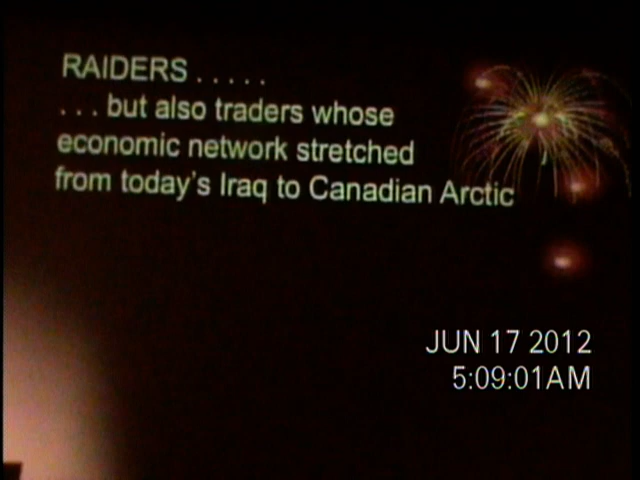 RAIDERS . . . . .
. . . but also traders whose
economic network stretched
from today's Iraq to Canadian Arctic
JUN 17 2012
5:09:01AM